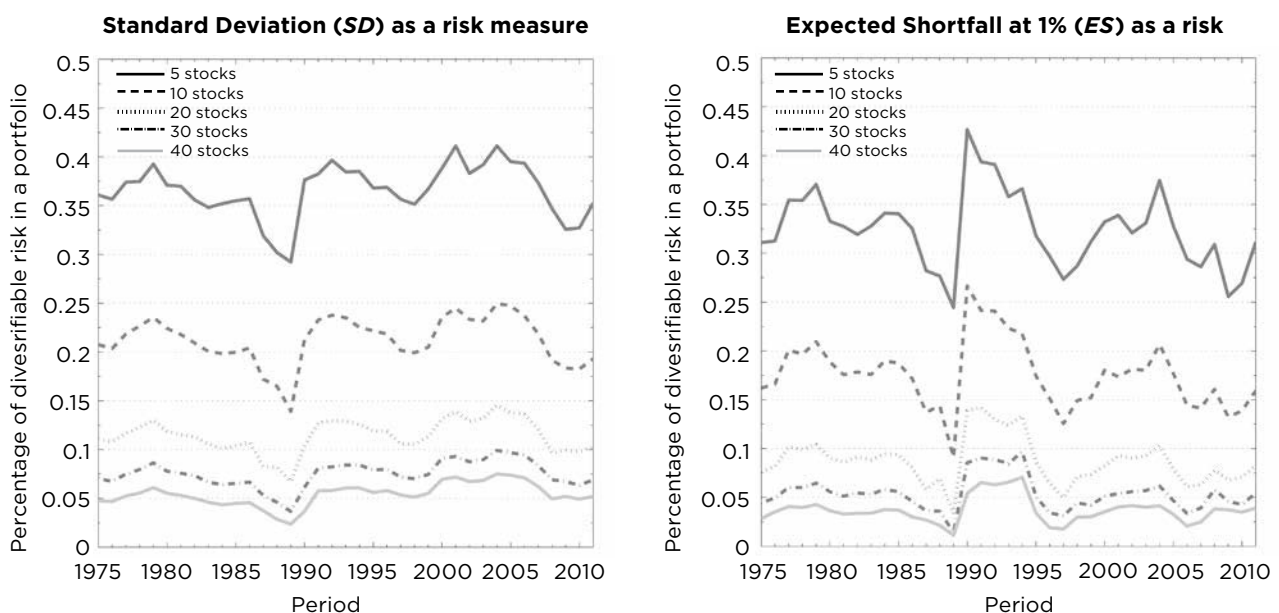 Standard Deviation (SD) as a risk measure
Percentage of divesrifiable risk in a portfolio
0.5
0.45
0.4
0.35
0.3
0.25
0.2
0.15
0.1
0.05
0
5 stocks
10 stocks
20 stocks
30 stocks
40 stocks
1975 1980 1985 1990 1995 2000 2005 2010
Period
Expected Shortfall at 1% (ES) as a risk
Percentage of divesrifiable risk in a portfolio
0.5
0.45
0.4
0.35
0.3
0.25
0.2
0.15
0.1
0.05
0
5 stocks
10 stocks
20 stocks
30 stocks
40 stocks
1975 1980 1985 1990 1995 2000 2005 2010
Period